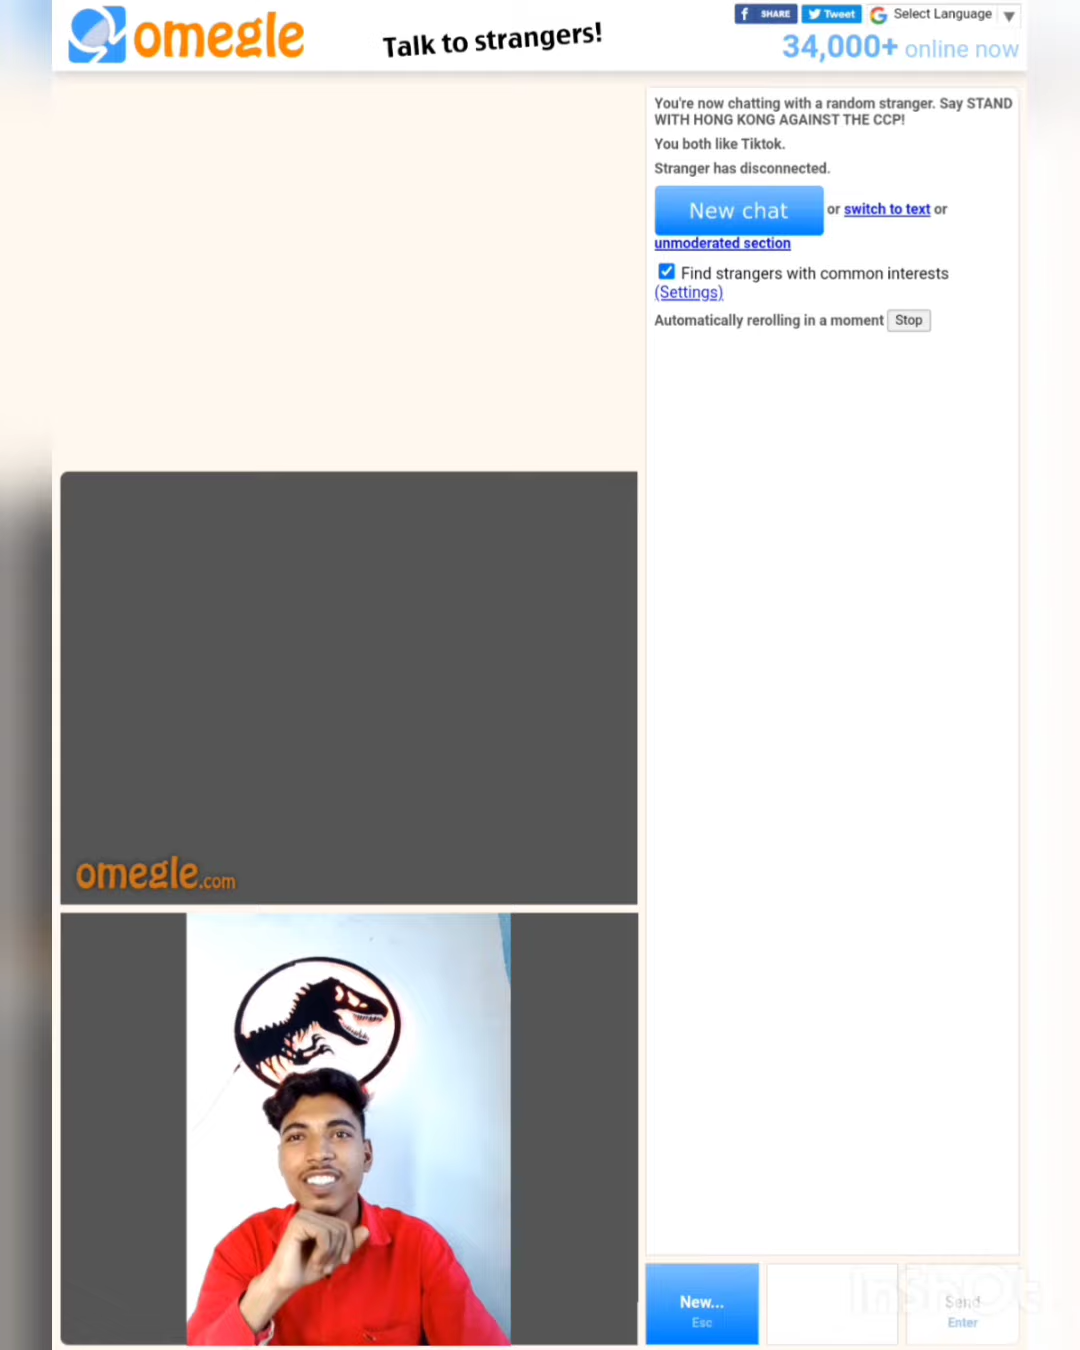 omegle
Talk to strangers!
SHARE
Tweet
Select Language
34,000+ online now
You're now chatting with a random stranger. Say STAND
WITH HONG KONG AGAINST THE CCP!
You both like Tiktok.
Stranger has disconnected.
New chat or switch to text or
unmoderated section
Find strangers with common interests
(Settings)
Automatically rerolling in a moment Stop
omegle.com
New...
Esc
Send
Enter
InShOt